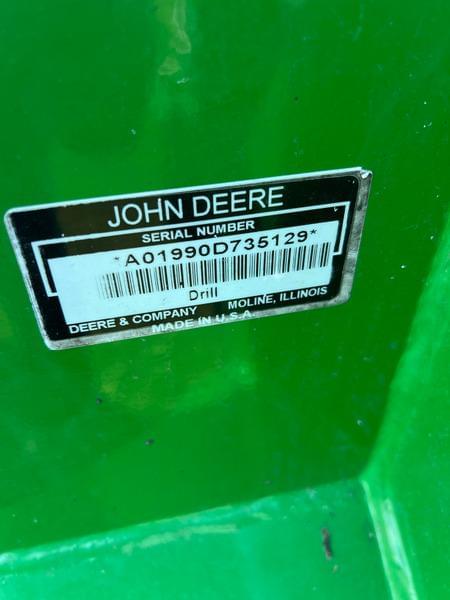 JOHN DEERE
SERIAL NUMBER
*A01990D735129*
Drill
DEERE & COMPANY MOLINE, ILLINOIS
MADE IN U.S.A.